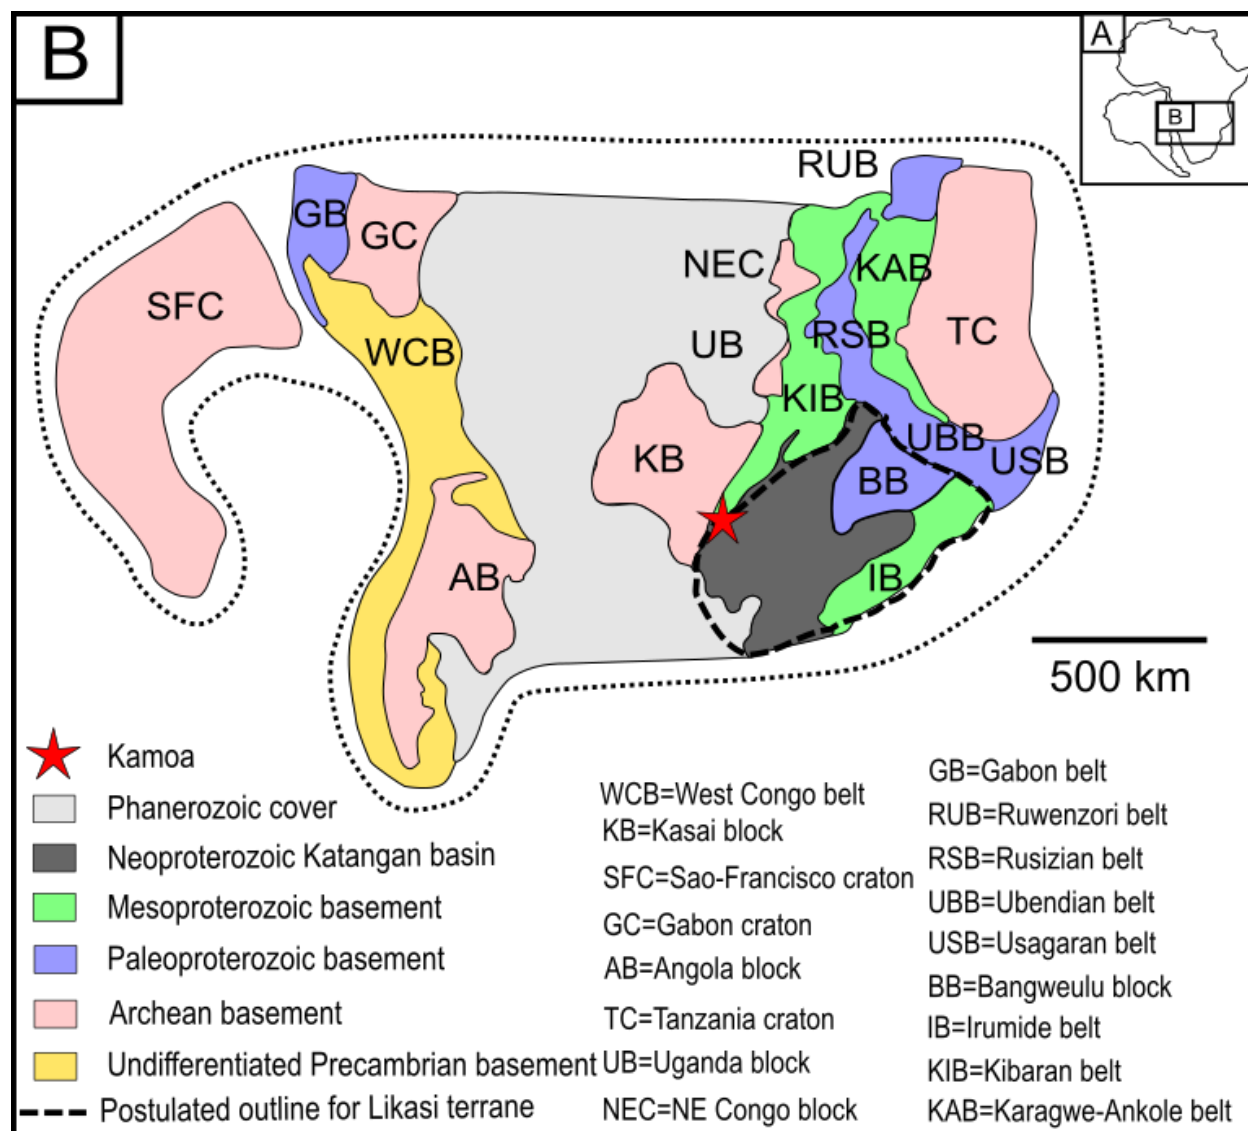 B
A
B
RUB
GB
GC
NEC
KAB
SFC
UB
RSB
TC
WCB
KIB
UBB
USB
KB
BB
AB
IB
500 km
Kamoa
Phanerozoic cover
Neoproterozoic Katangan basin
Mesoproterozoic basement
Paleoproterozoic basement
Archean basement
Undifferentiated Precambrian basement
Postulated outline for Likasi terrane
WCB=West Congo belt
KB=Kasai block
SFC=Sao-Francisco craton
GC=Gabon craton
AB=Angola block
TC=Tanzania craton
UB=Uganda block
NEC=NE Congo block
GB=Gabon belt
RUB=Ruwenzori belt
RSB=Rusizian belt
UBB=Ubendian belt
USB=Usagaran belt
BB=Bangweulu block
IB=Irumide belt
KIB=Kibaran belt
KAB=Karagwe-Ankole belt